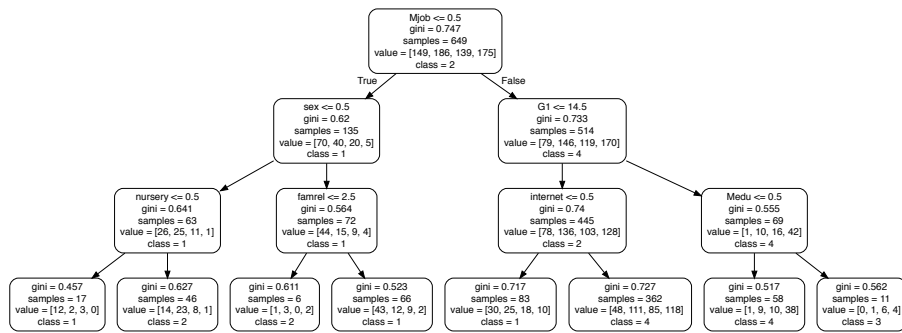 Mjob <= 0.5
gini = 0.747
samples = 649
value = [149, 186, 139, 175]
class = 2
True
False
sex <= 0.5
gini = 0.62
samples = 135
value = [70, 40, 20, 5]
class = 1
G1 <= 14.5
gini = 0.733
samples = 514
value = [79, 146, 119, 170]
class = 4
nursery <= 0.5
gini = 0.641
samples = 63
value = [26, 25, 11, 1]
class = 1
famrel <= 2.5
gini = 0.564
samples = 72
value = [44, 15, 9, 4]
class = 1
internet <= 0.5
gini = 0.74
samples = 445
value = [78, 136, 103, 128]
class = 2
Medu <= 0.5
gini = 0.555
samples = 69
value = [1, 10, 16, 42]
class = 4
gini = 0.457
samples = 17
value = [12, 2, 3, 0]
class = 1
gini = 0.627
samples = 46
value = [14, 23, 8, 1]
class = 2
gini = 0.611
samples = 6
value = [1, 3, 0, 2]
class = 2
gini = 0.523
samples = 66
value = [43, 12, 9, 2]
class = 1
gini = 0.717
samples = 83
value = [30, 25, 18, 10]
class = 1
gini = 0.727
samples = 362
value = [48, 111, 85, 118]
class = 4
gini = 0.517
samples = 58
value = [1, 9, 10, 38]
class = 4
gini = 0.562
samples = 11
value = [0, 1, 6, 4]
class = 3